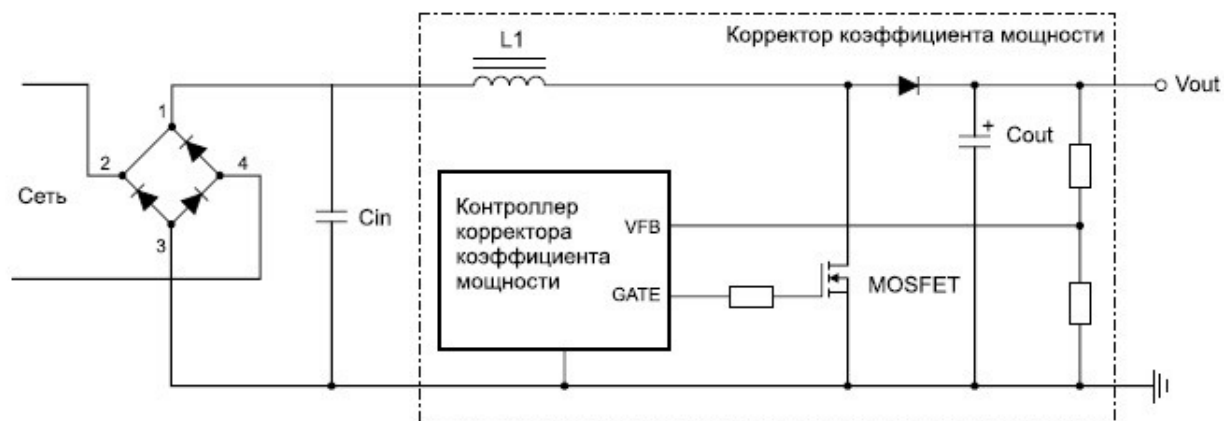 Корректор коэффициента мощности
L1
Vout
1
2
4
3
Сеть
Cin
+
Cout
Контроллер
корректора
коэффициента
мощности
VFB
GATE
MOSFET